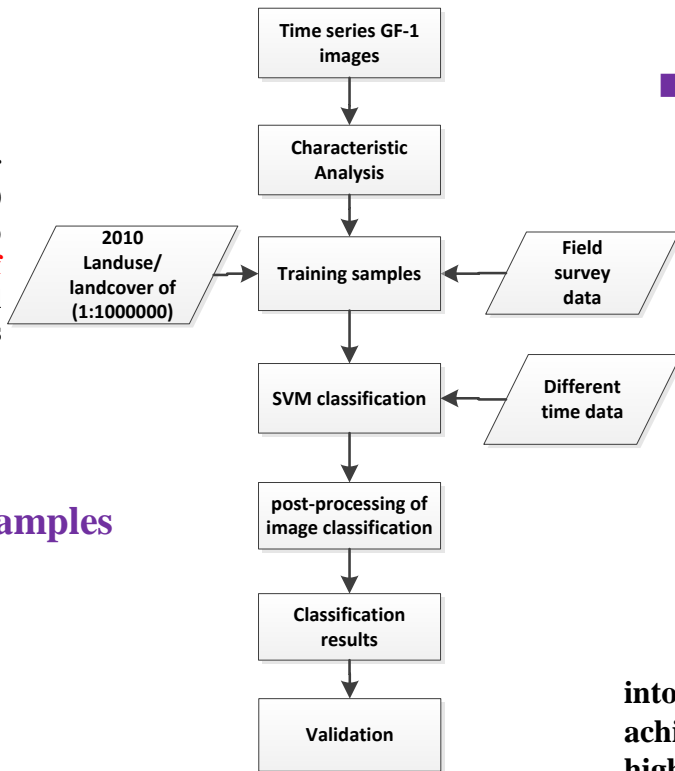 Time series GF-1
images
Characteristic
Analysis
2010
Landuse/
landcover of
(1:1000000)
Training samples
Field
survey
data
SVM classification
Different
time data
post-processing of
image classification
amples
Classification
results
Validation
into
achi
high